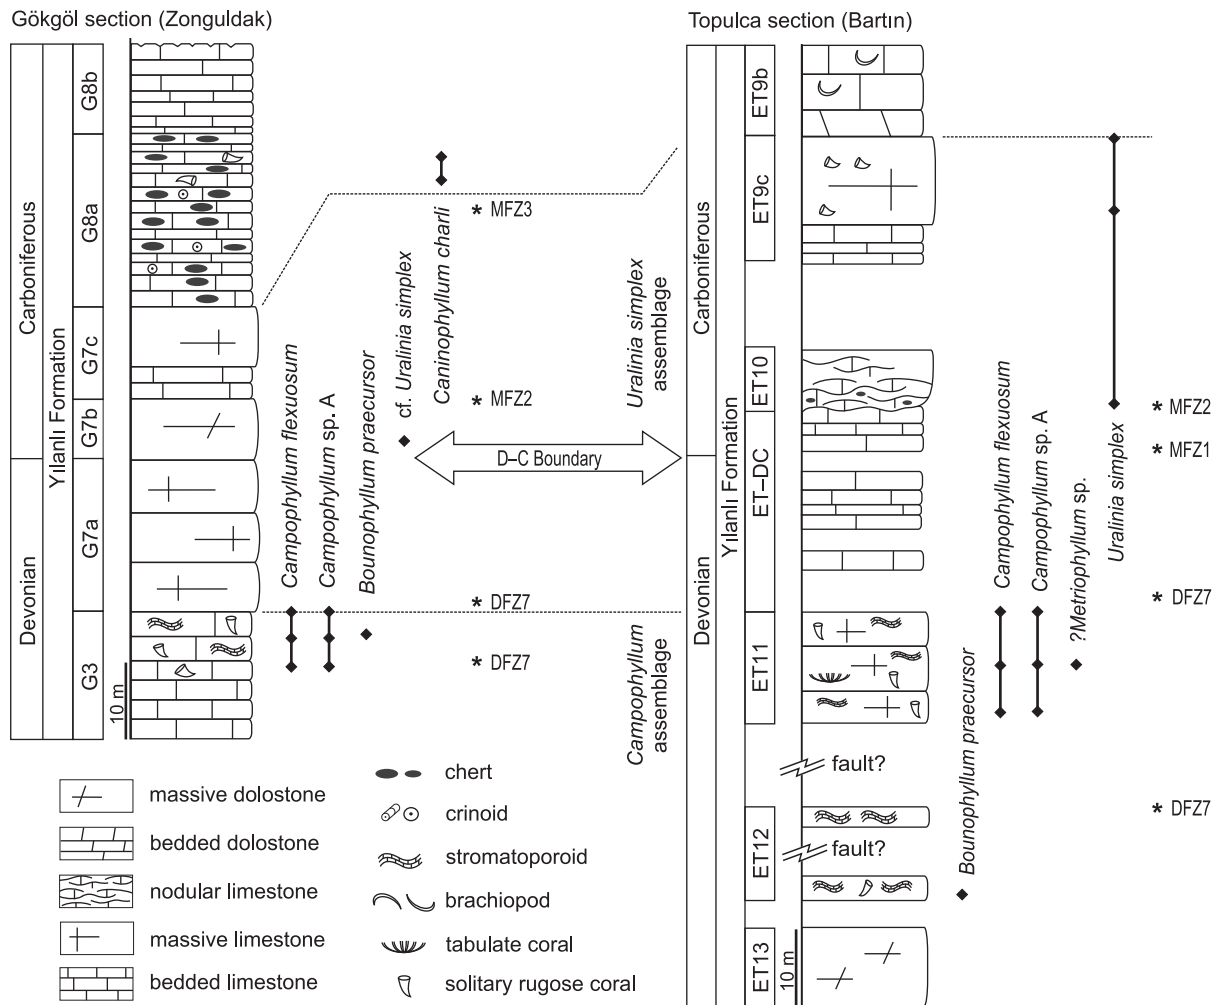 Gökgöl section (Zonguldak)
Topulca section (Bartın)
Carboniferous
Devonian
Yılanlı Formation
G8b
G8a
G7c
G7b
G7a
G3
10 m
Campophyllum flexuosum
Campophyllum sp. A
Bounophyllum praecursor
cf. Uralinia simplex
Caninophyllum charli
* MFZ3
* MFZ2
* DFZ7
* DFZ7
D–C Boundary
Uralinia simplex
assemblage
Campophyllum
assemblage
Carboniferous
Devonian
Yılanlı Formation
ET9b
ET9c
ET10
ET–DC
ET11
ET12
ET13
10 m
fault?
fault?
Bounophyllum praecursor
Campophyllum flexuosum
Campophyllum sp. A
?Metriophyllum sp.
Uralinia simplex
* MFZ2
* MFZ1
* DFZ7
* DFZ7
massive dolostone
bedded dolostone
nodular limestone
massive limestone
bedded limestone
chert
crinoid
stromatoporoid
brachiopod
tabulate coral
solitary rugose coral